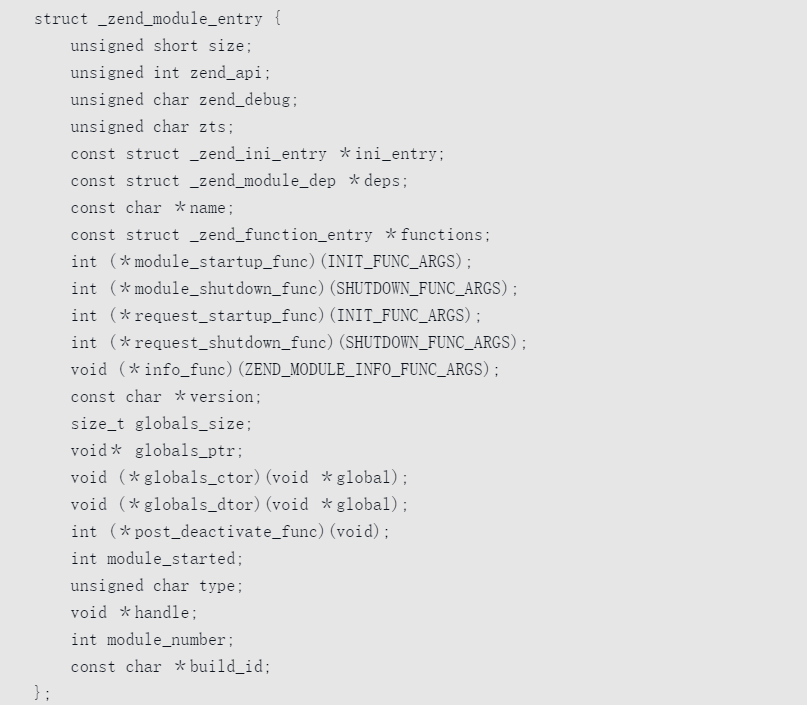 struct _zend_module_entry {
    unsigned short size;
    unsigned int zend_api;
    unsigned char zend_debug;
    unsigned char zts;
    const struct _zend_ini_entry *ini_entry;
    const struct _zend_module_dep *deps;
    const char *name;
    const struct _zend_function_entry *functions;
    int (*module_startup_func)(INIT_FUNC_ARGS);
    int (*module_shutdown_func)(SHUTDOWN_FUNC_ARGS);
    int (*request_startup_func)(INIT_FUNC_ARGS);
    int (*request_shutdown_func)(SHUTDOWN_FUNC_ARGS);
    void (*info_func)(ZEND_MODULE_INFO_FUNC_ARGS);
    const char *version;
    size_t globals_size;
    void* globals_ptr;
    void (*globals_ctor)(void *global);
    void (*globals_dtor)(void *global);
    int (*post_deactivate_func)(void);
    int module_started;
    unsigned char type;
    void *handle;
    int module_number;
    const char *build_id;
};